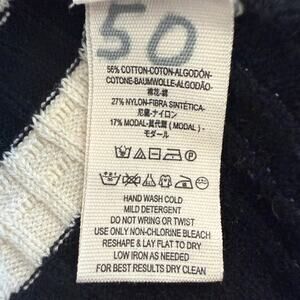 50
56% COTTON-COTON-ALGODÓN-
COTONE-BAUMWOLLE-ALGODÃO-
棉花-綿
27% NYLON-FIBRA SINTÉTICA-
尼龍-ナイロン
17% MODAL-莫代爾 ( MODAL ) -
モダール
HAND WASH COLD
MILD DETERGENT
DO NOT WRING OR TWIST
USE ONLY NON-CHLORINE BLEACH
RESHAPE & LAY FLAT TO DRY
LOW IRON AS NEEDED
FOR BEST RESULTS DRY CLEAN